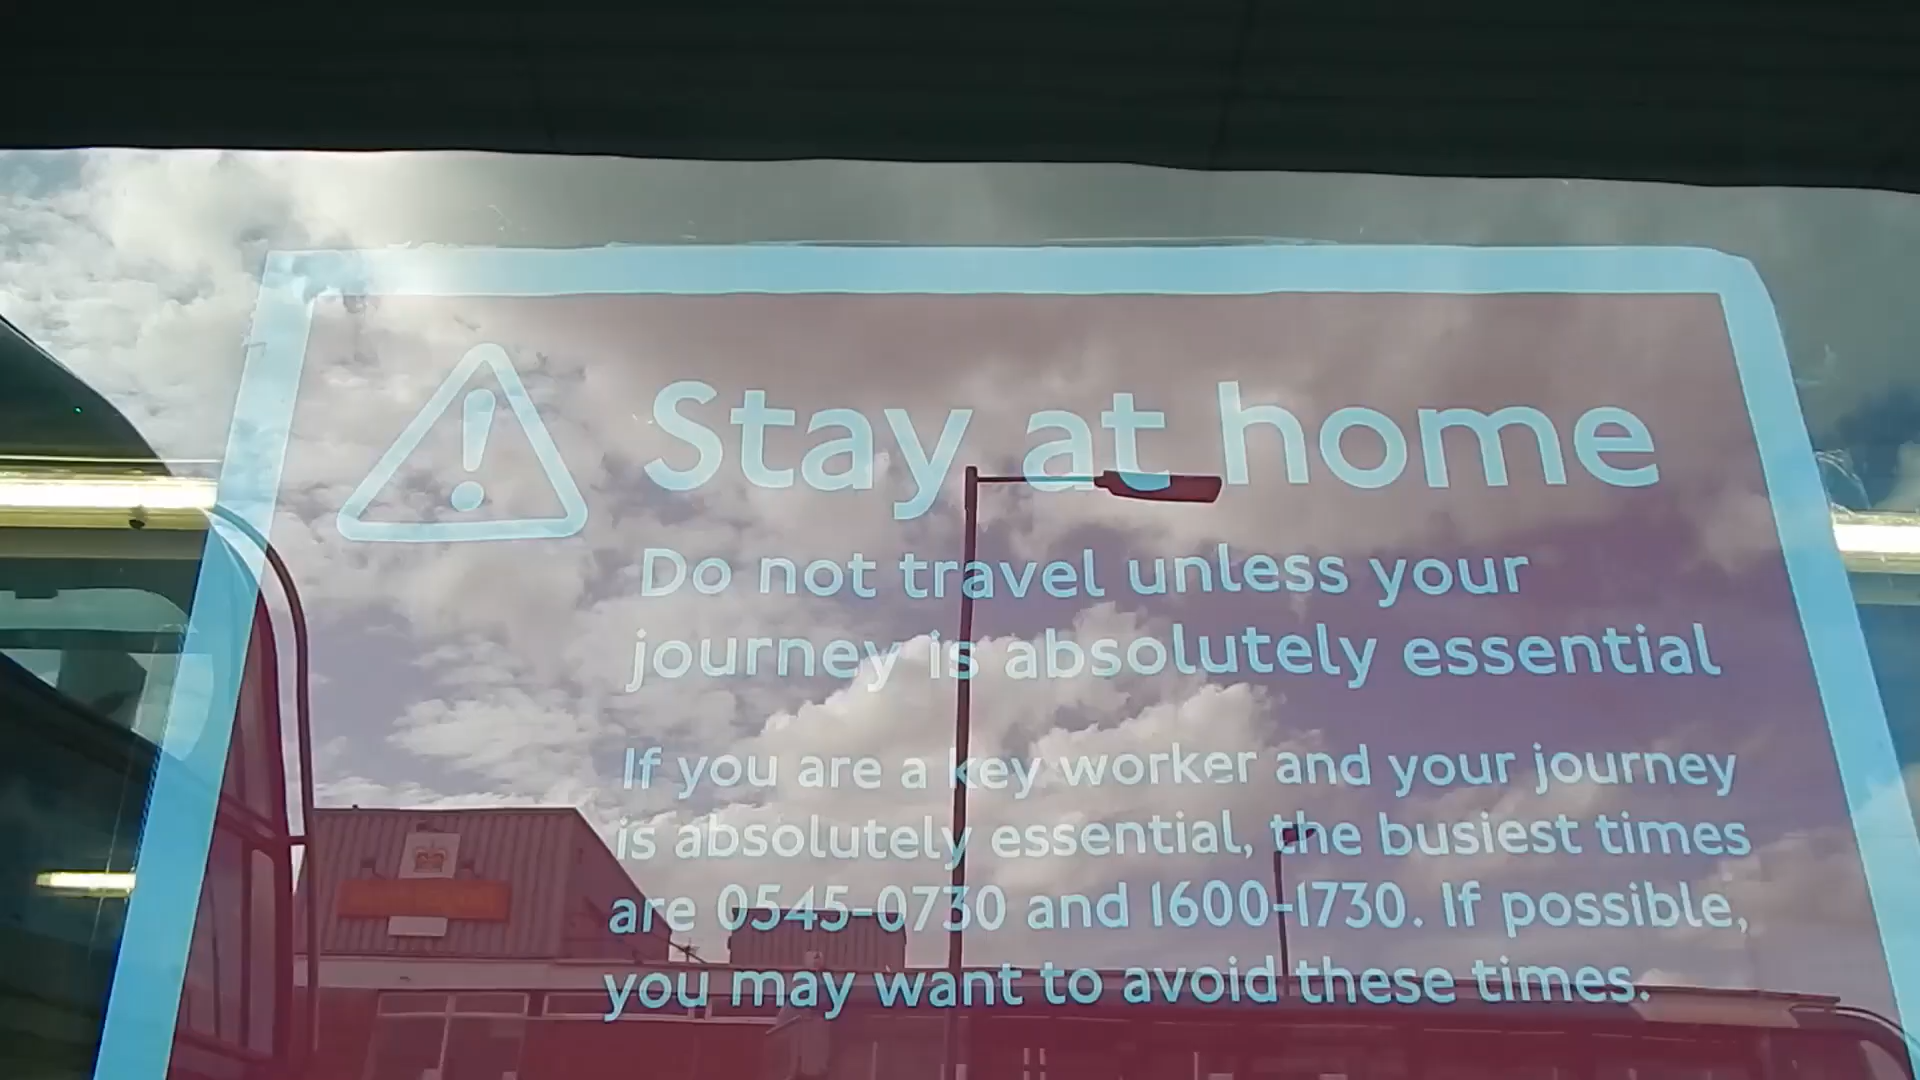 Stay at home
Do not travel unless your
journey is absolutely essential
If you are a key worker and your journey
is absolutely essential, the busiest times
are 0545-0730 and 1600-1730. If possible,
you may want to avoid these times.